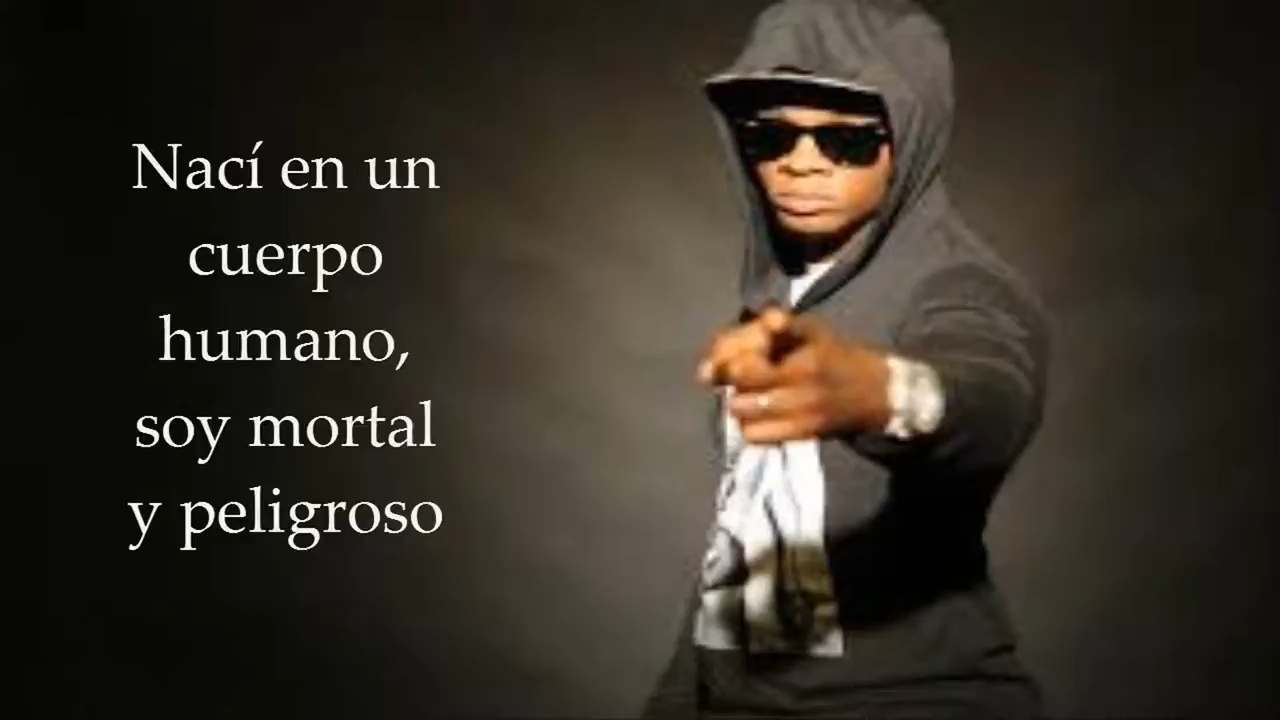 Nací en un
cuerpo
humano,
soy mortal
y peligroso